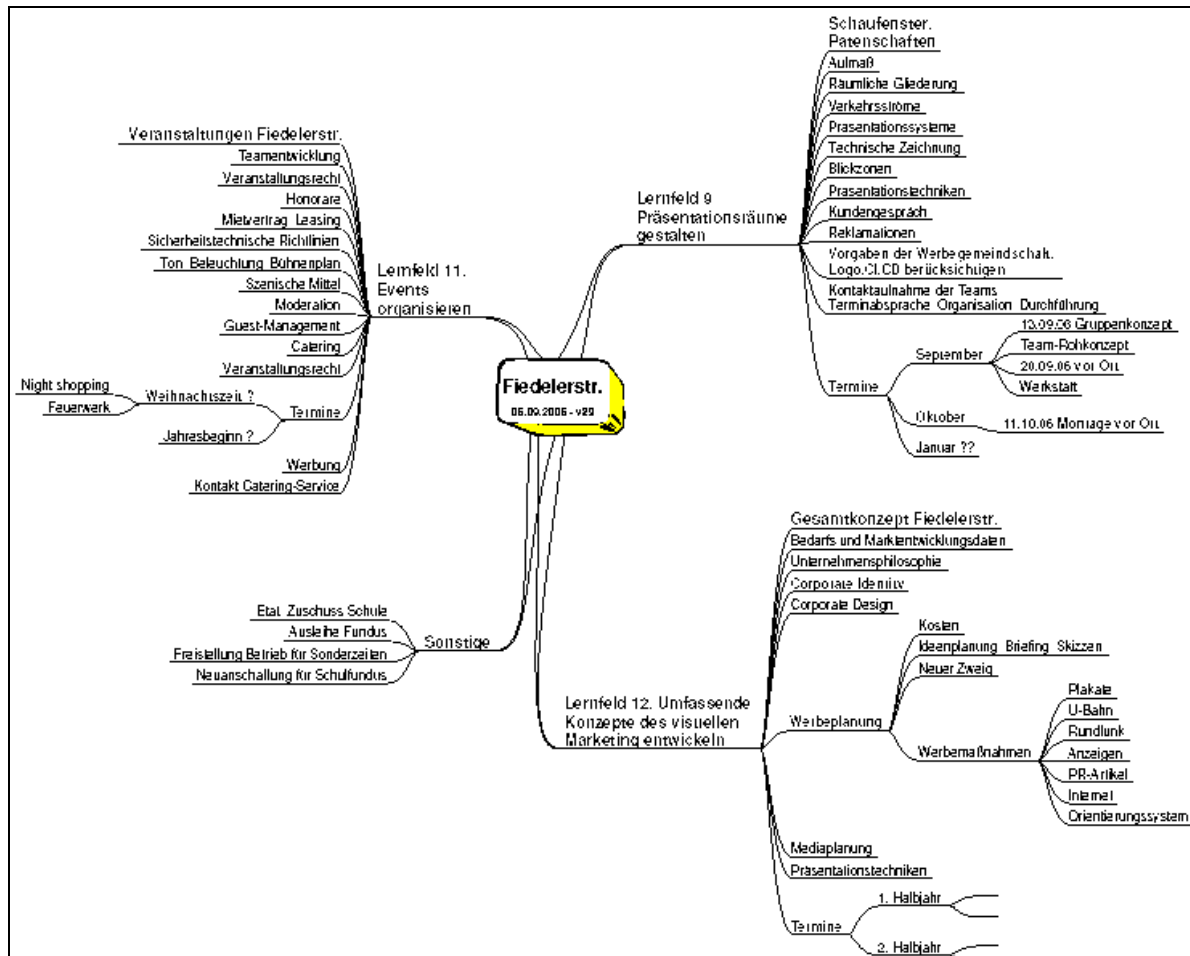 Fiedelerstr.
06.09.2006 - v29
Lernfeld 9
Präsentationsräume
gestalten
Schaufenster.
Patenschaften
Aulmaß
Räumliche Gliederung
Verkehrsströme
Präsentationssysteme
Technische Zeichnung
Blickzonen
Präsentationstechniken
Kundengespräch
Reklamationen
Vorgaben der Werbegemeindschaft.
Logo.CI.CD berücksichtigen
Kontaktaufnahme der Teams
Terminabsprache Organisation Durchführung
Termine
September
13.09.06 Gruppenkonzept
Team-Rohkonzept
20.09.06 vor Ort
Werkstatt
Oktober
11.10.06 Montage vor Ort
Januar ??
Lernfeld 12. Umfassende
Konzepte des visuellen
Marketing entwickeln
Gesamtkonzept Fiedelerstr.
Bedarfs und Marktentwicklungsdaten
Unternehmensphilosophie
Corporate Identity
Corporate Design
Werbeplanung
Kosten
Ideenplanung Briefing Skizzen
Neuer Zweig
Werbemaßnahmen
Plakate
U-Bahn
Rundfunk
Anzeigen
PR-Artikel
Internet
Orientierungssystem
Mediaplanung
Präsentationstechniken
Termine
1. Halbjahr
2. Halbjahr
Sonstige
Etat Zuschuss Schule
Ausleihe Fundus
Freistellung Betrieb für Sonderzeiten
Neuanschaffung für Schulfundus
Lernfeld 11.
Events
organisieren
Veranstaltungen Fiedelerstr.
Teamentwicklung
Veranstaltungsrecht
Honorare
Mietvertrag Leasing
Sicherheitstechnische Richtlinien
Ton Beleuchtung Bühnenplan
Szenische Mittel
Moderation
Guest-Management
Catering
Veranstaltungsrecht
Termine
Weihnachtszeit ?
Night shopping
Feuerwerk
Jahresbeginn ?
Werbung
Kontakt Catering-Service